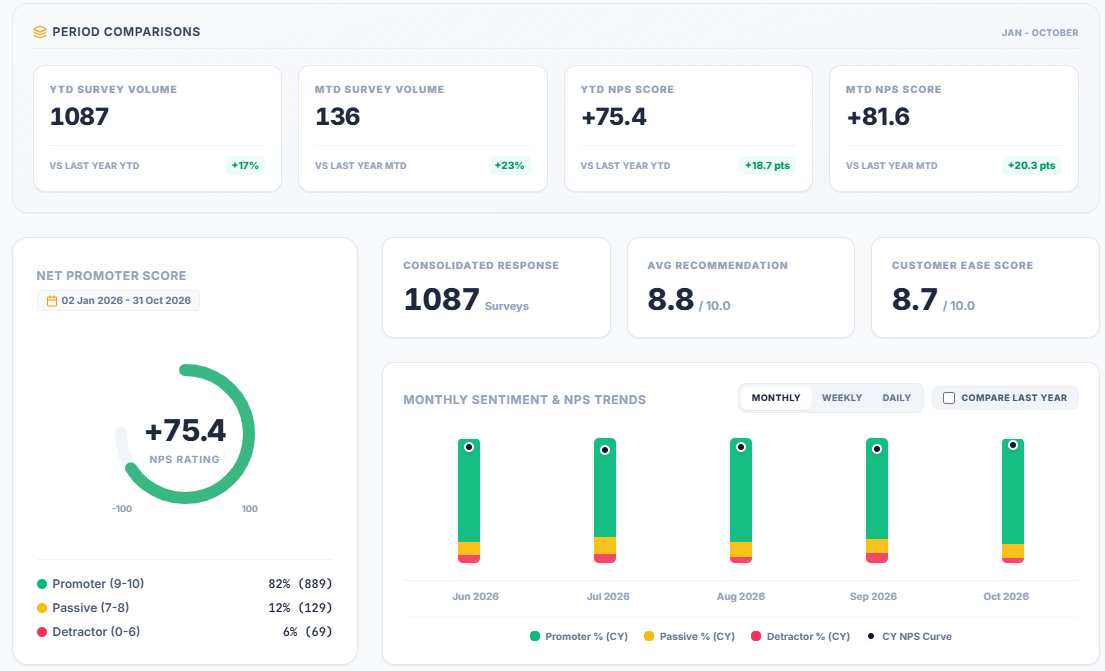 PERIOD COMPARISONS
JAN - OCTOBER
YTD SURVEY VOLUME
1087
VS LAST YEAR YTD +17%
MTD SURVEY VOLUME
136
VS LAST YEAR MTD +23%
YTD NPS SCORE
+75.4
VS LAST YEAR YTD +18.7 pts
MTD NPS SCORE
+81.6
VS LAST YEAR MTD +20.3 pts
NET PROMOTER SCORE
02 Jan 2026 - 31 Oct 2026
+75.4
NPS RATING
-100 100
Promoter (9-10) 82% (889)
Passive (7-8) 12% (129)
Detractor (0-6) 6% (69)
CONSOLIDATED RESPONSE
1087 Surveys
AVG RECOMMENDATION
8.8 / 10.0
CUSTOMER EASE SCORE
8.7 / 10.0
MONTHLY SENTIMENT & NPS TRENDS
MONTHLY WEEKLY DAILY
COMPARE LAST YEAR
Jun 2026 Jul 2026 Aug 2026 Sep 2026 Oct 2026
Promoter % (CY) Passive % (CY) Detractor % (CY) CY NPS Curve